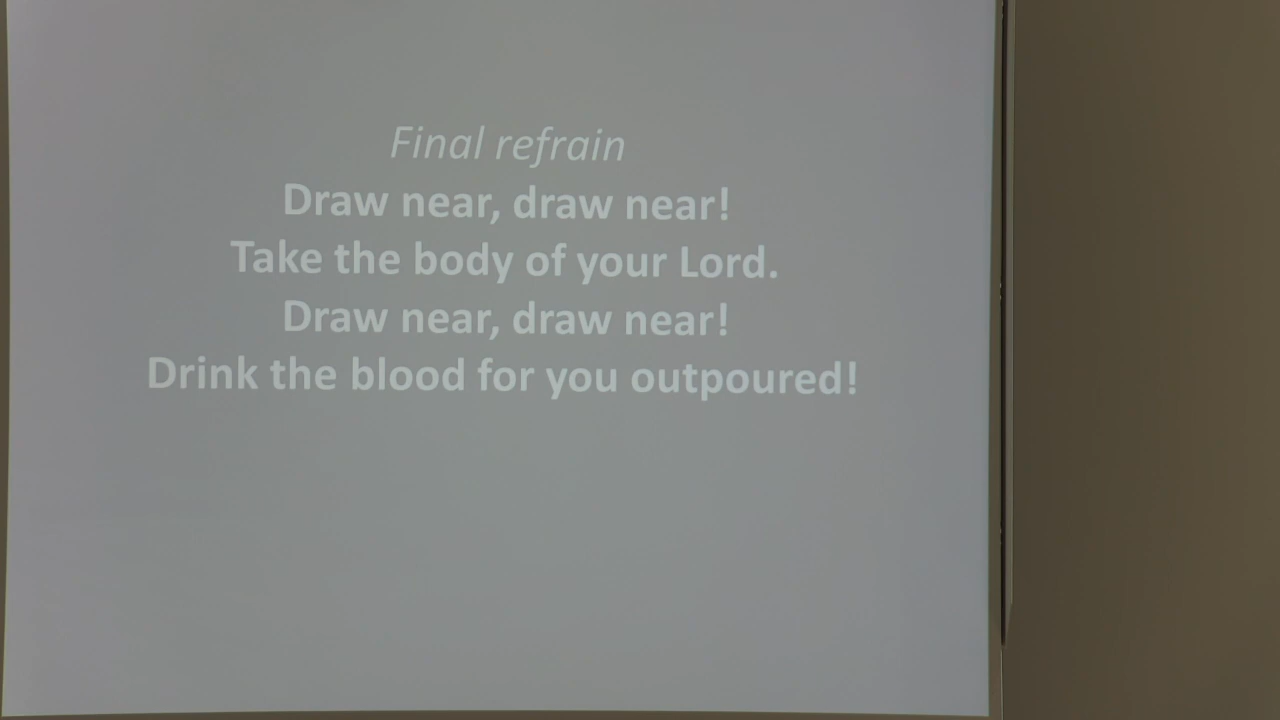 Final refrain
Draw near, draw near!
Take the body of your Lord.
Draw near, draw near!
Drink the blood for you outpoured!